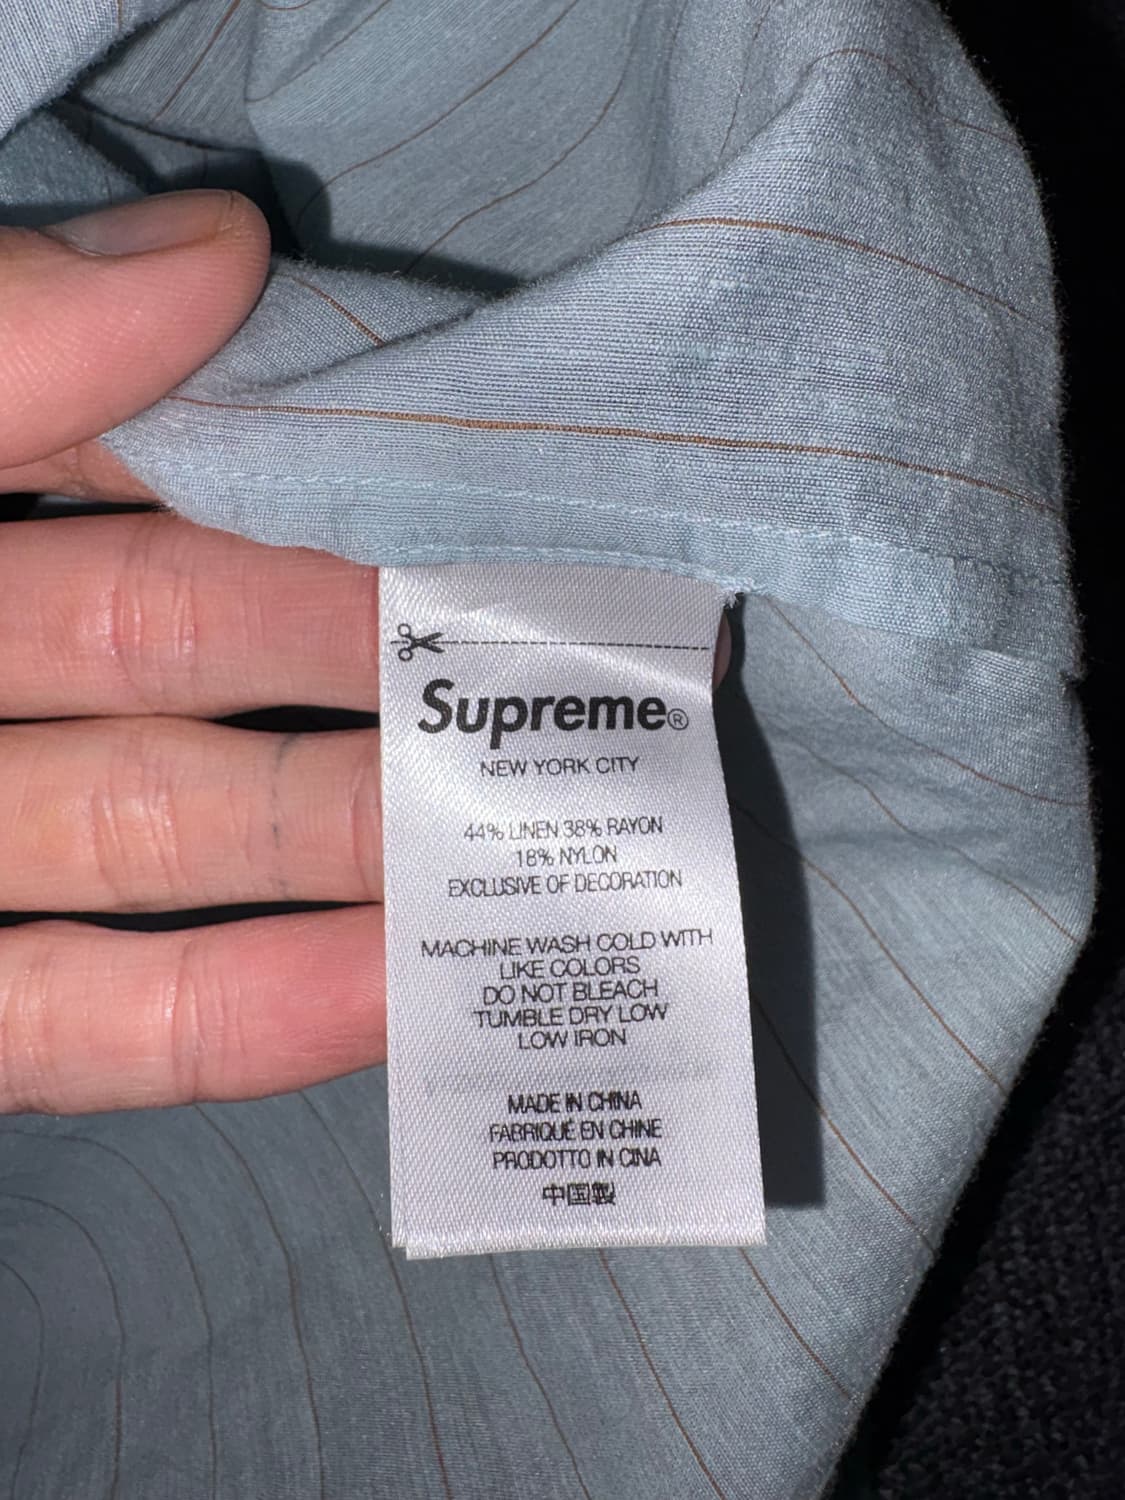 Supreme®
NEW YORK CITY
44% LINEN 38% RAYON
18% NYLON
EXCLUSIVE OF DECORATION
MACHINE WASH COLD WITH
LIKE COLORS
DO NOT BLEACH
TUMBLE DRY LOW
LOW IRON
MADE IN CHINA
FABRIQUÉ EN CHINE
PRODOTTO IN CINA
中国製